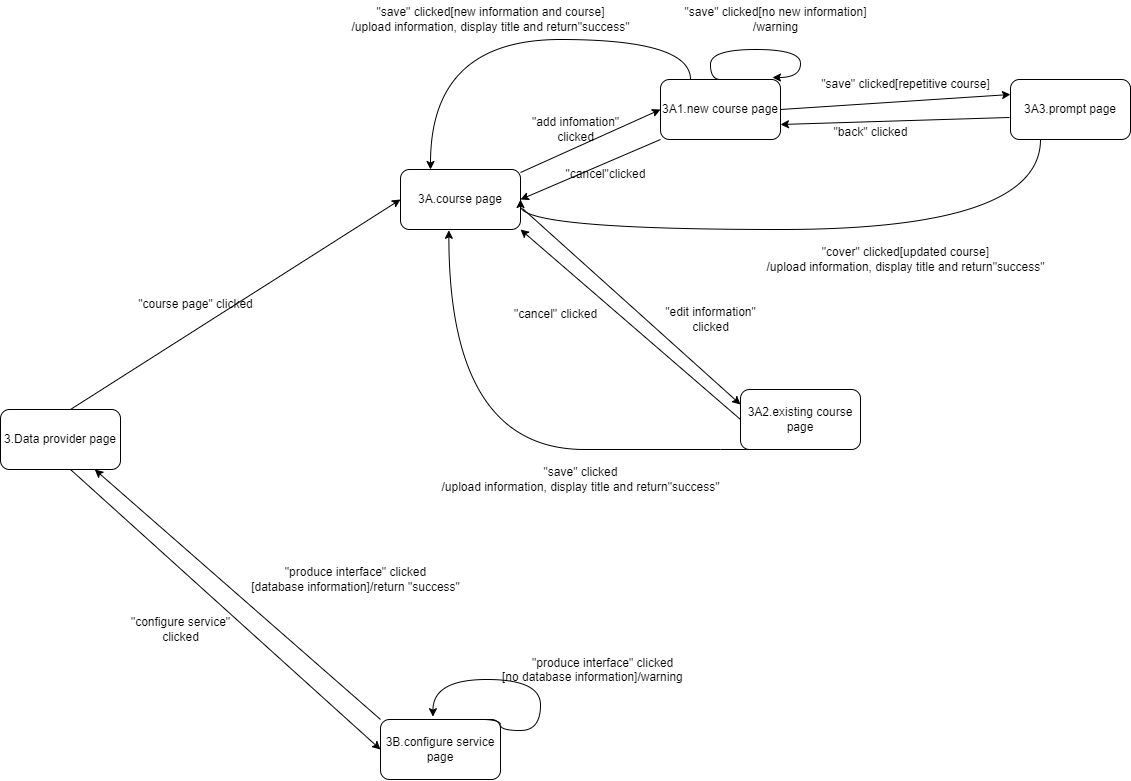 "save" clicked[new information and course]
/upload information, display title and return"success"
"save" clicked[no new information]
/warning
"save" clicked[repetitive course]
3A1.new course page
3A3.prompt page
"add infomation"
clicked
"back" clicked
"cancel"clicked
3A.course page
"cover" clicked[updated course]
/upload information, display title and return"success"
"course page" clicked
"cancel" clicked
"edit information"
clicked
3A2.existing course
page
3.Data provider page
"save" clicked
/upload information, display title and return"success"
"produce interface" clicked
[database information]/return "success"
"configure service"
clicked
"produce interface" clicked
[no database information]/warning
3B.configure service
page